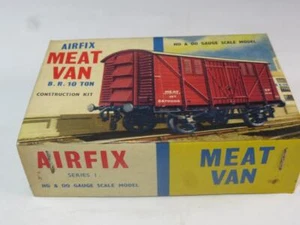 AIRFIX
MEAT
VAN
B.R. 10 TON
CONSTRUCTION KIT
HO & OO GAUGE SCALE MODEL
AIRFIX
SERIES 1
HO & OO GAUGE SCALE MODEL
MEAT
VAN